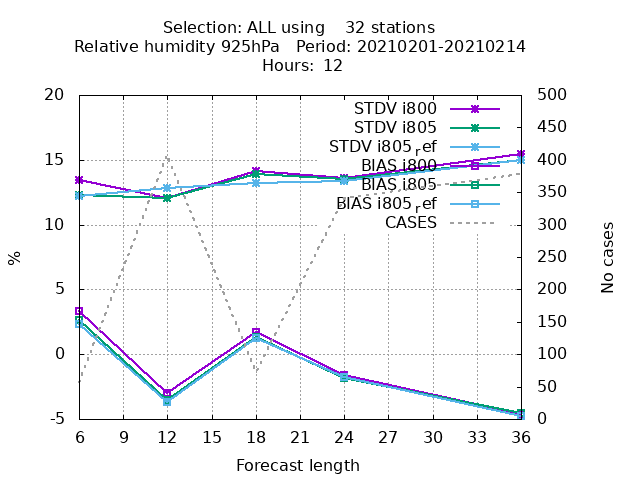 Selection: ALL using    32 stations
Relative humidity 925hPa   Period: 20210201-20210214
Hours: 12
STDV i800
STDV i805
STDV i805ref
BIAS i800
BIAS i805
BIAS i805ref
CASES
20
15
10
5
0
-5
%
500
450
400
350
300
250
200
150
100
50
0
No cases
6 9 12 15 18 21 24 27 30 33 36
Forecast length